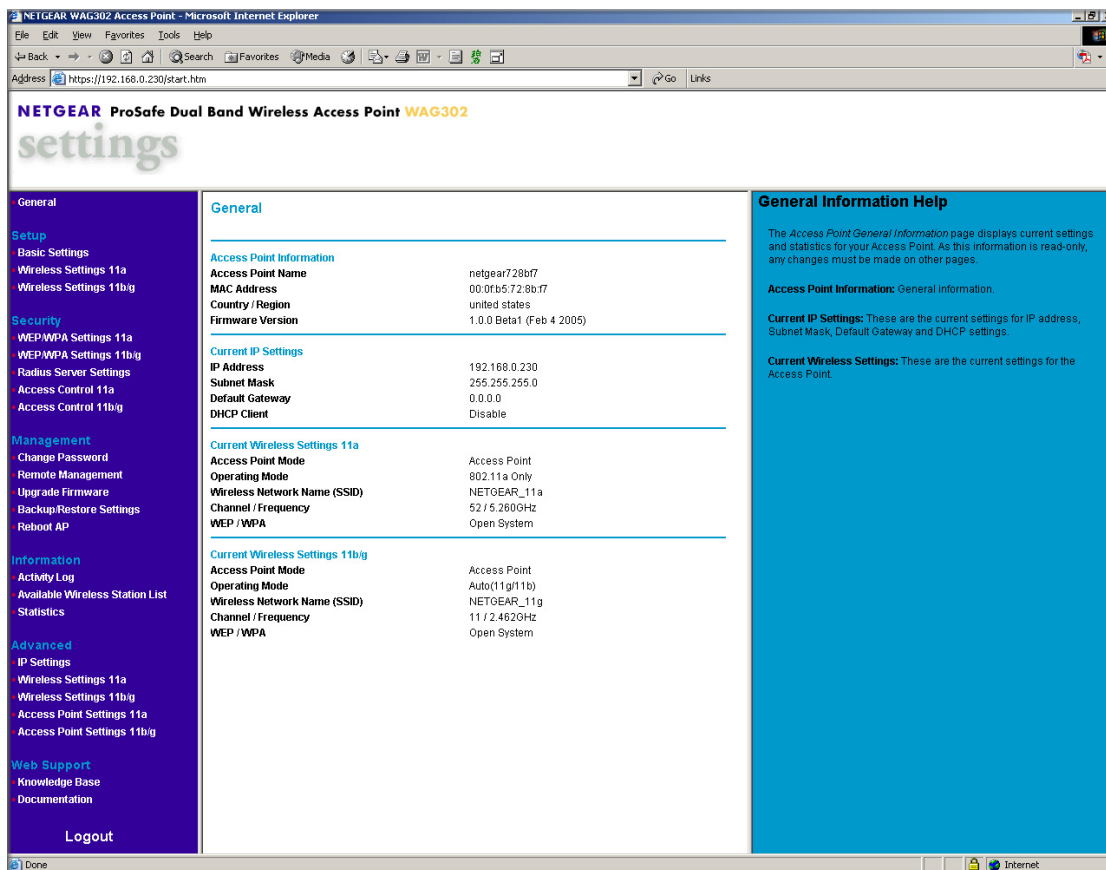 NETGEAR WAG302 Access Point - Microsoft Internet Explorer
File Edit View Favorites Tools Help
Back Search Favorites Media
Address https://192.168.0.230/start.htm Go Links
NETGEAR ProSafe Dual Band Wireless Access Point WAG302
settings
General
Setup
Basic Settings
Wireless Settings 11a
Wireless Settings 11b/g
Security
WEP/WPA Settings 11a
WEP/WPA Settings 11b/g
Radius Server Settings
Access Control 11a
Access Control 11b/g
Management
Change Password
Remote Management
Upgrade Firmware
Backup/Restore Settings
Reboot AP
Information
Activity Log
Available Wireless Station List
Statistics
Advanced
IP Settings
Wireless Settings 11a
Wireless Settings 11b/g
Access Point Settings 11a
Access Point Settings 11b/g
Web Support
Knowledge Base
Documentation
Logout
General
Access Point Information
Access Point Name netgear728bf7
MAC Address 00:0f:b5:72:8b:f7
Country / Region united states
Firmware Version 1.0.0 Beta1 (Feb 4 2005)
Current IP Settings
IP Address 192.168.0.230
Subnet Mask 255.255.255.0
Default Gateway 0.0.0.0
DHCP Client Disable
Current Wireless Settings 11a
Access Point Mode Access Point
Operating Mode 802.11a Only
Wireless Network Name (SSID) NETGEAR_11a
Channel / Frequency 52 / 5.260GHz
WEP / WPA Open System
Current Wireless Settings 11b/g
Access Point Mode Access Point
Operating Mode Auto(11g/11b)
Wireless Network Name (SSID) NETGEAR_11g
Channel / Frequency 11 / 2.462GHz
WEP / WPA Open System
General Information Help
The Access Point General Information page displays current settings
and statistics for your Access Point. As this information is read-only,
any changes must be made on other pages.
Access Point Information: General information.
Current IP Settings: These are the current settings for IP address,
Subnet Mask, Default Gateway and DHCP settings.
Current Wireless Settings: These are the current settings for the
Access Point.
Done Internet